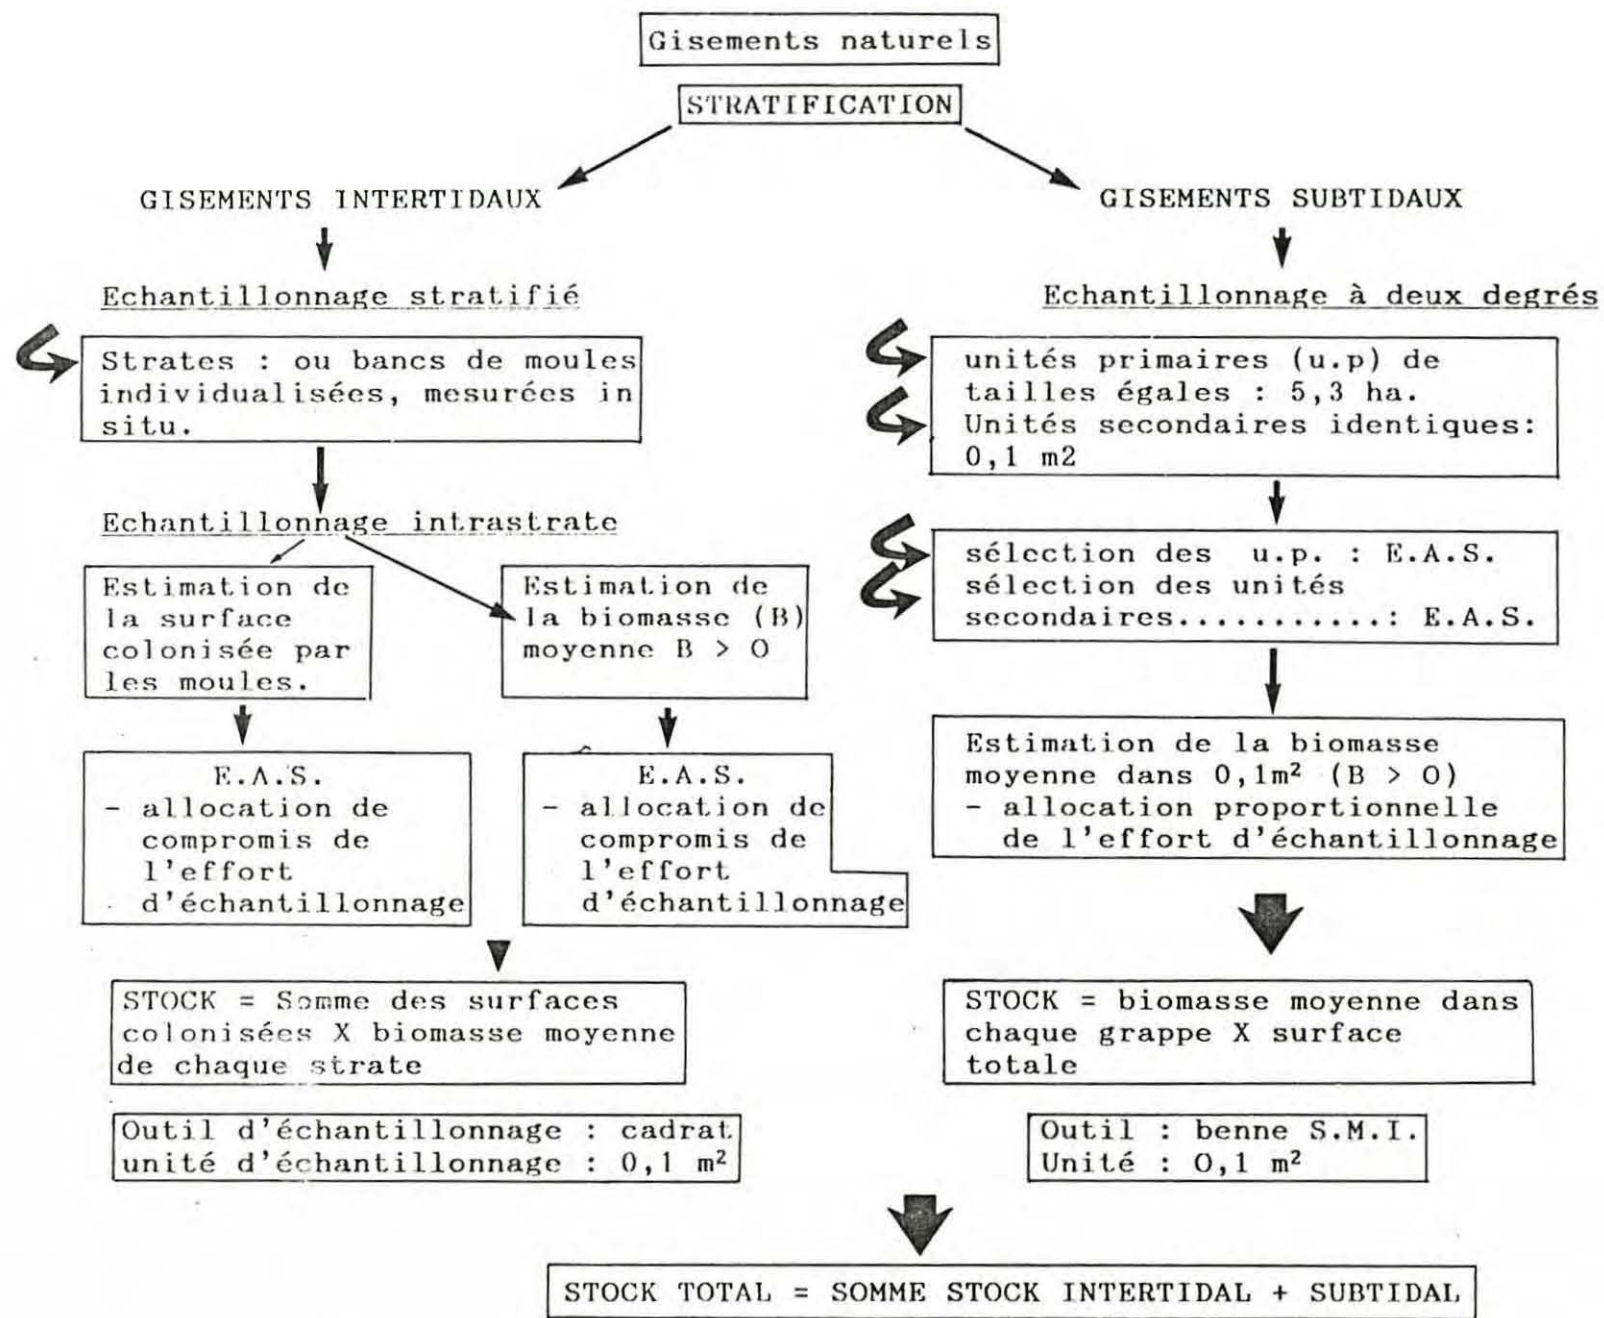 Gisements naturels
STRATIFICATION
GISEMENTS INTERTIDAUX
Echantillonnage stratifié
Strates : ou bancs de moules
individualisées, mesurées in
situ.
Echantillonnage intrastrate
Estimation de
la surface
colonisée par
les moules.
Estimation de
la biomasse (B)
moyenne B > O
E.A.S.
- allocation de
compromis de
l'effort
d'échantillonnage
E.A.S.
- allocation de
compromis de
l'effort
d'échantillonnage
STOCK = Somme des surfaces
colonisées X biomasse moyenne
de chaque strate
Outil d'échantillonnage : cadrat
unité d'échantillonnage : 0,1 m²
GISEMENTS SUBTIDAUX
Echantillonnage à deux degrés
unités primaires (u.p) de
tailles égales : 5,3 ha.
Unités secondaires identiques:
0,1 m2
sélection des u.p. : E.A.S.
sélection des unités
secondaires...........: E.A.S.
Estimation de la biomasse
moyenne dans 0,1m² (B > O)
- allocation proportionnelle
de l'effort d'échantillonnage
STOCK = biomasse moyenne dans
chaque grappe X surface
totale
Outil : benne S.M.I.
Unité : O,1 m²
STOCK TOTAL = SOMME STOCK INTERTIDAL + SUBTIDAL